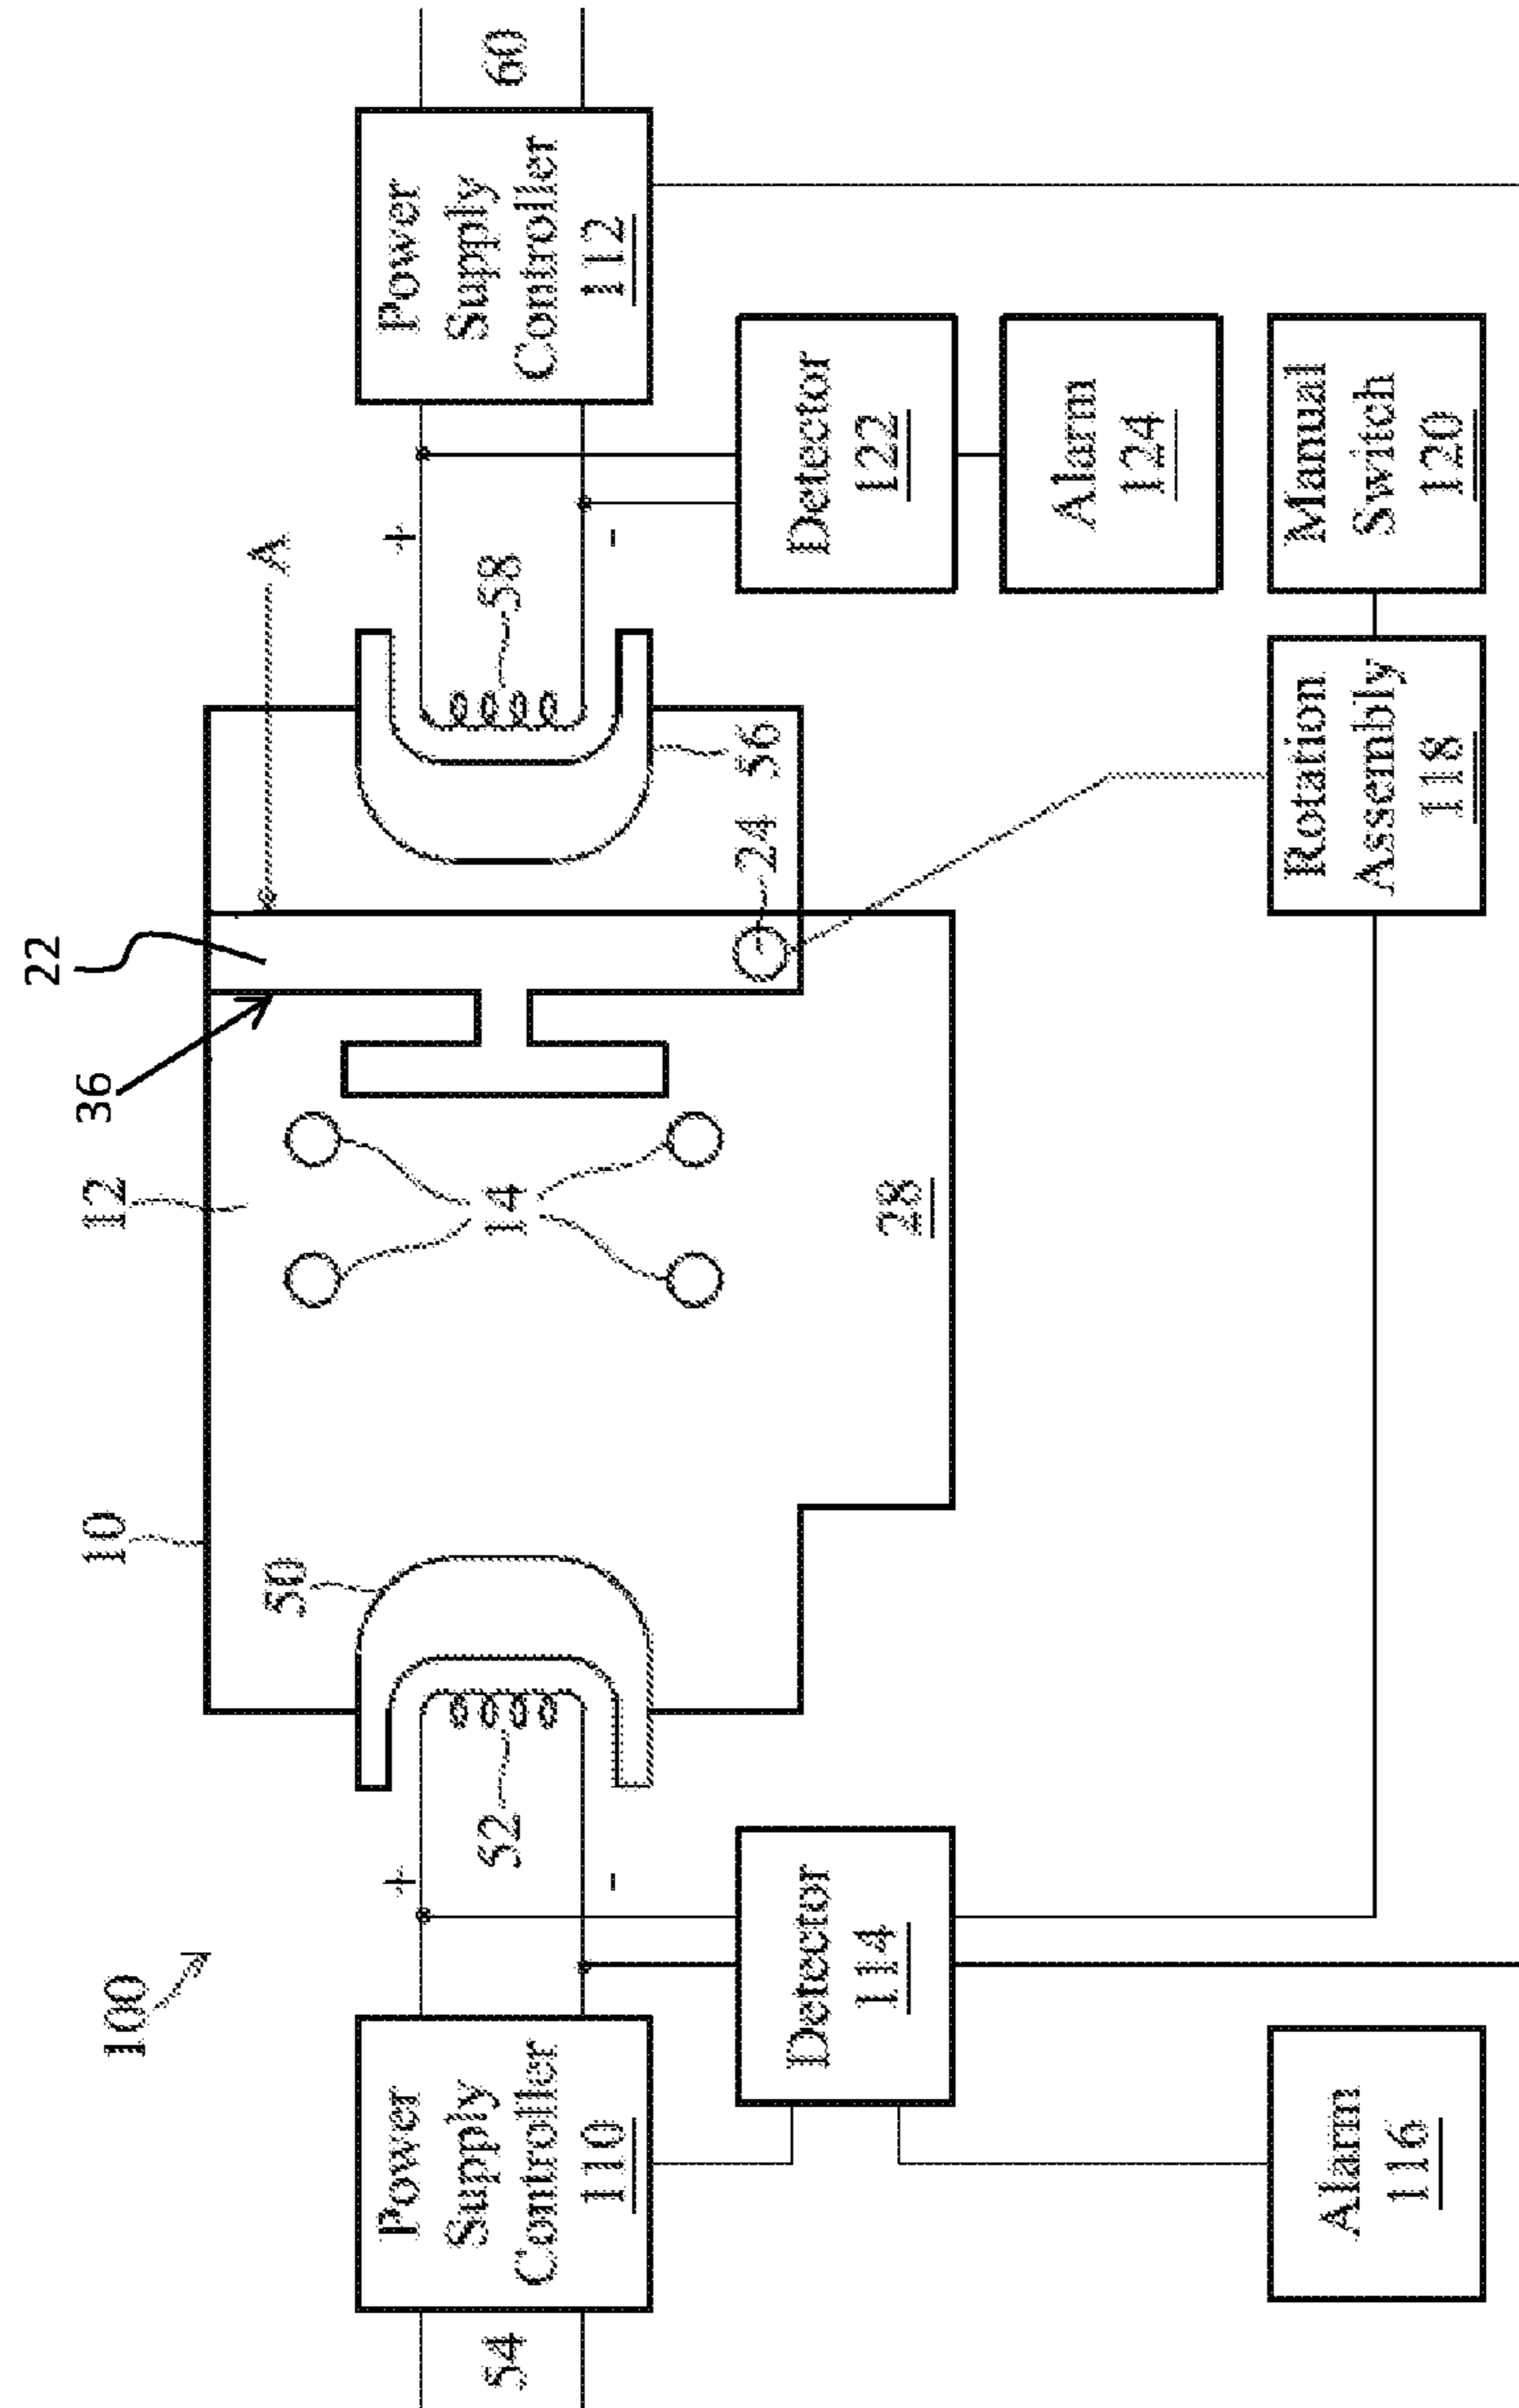 100
10
12
36
22
A
50
14
54
Power
Supply
Controller
110
+
-
52
58
+
-
Power
Supply
Controller
112
60
56
24
28
Detector
114
Detector
122
Alarm
124
Alarm
116
Rotation
Assembly
118
Manual
Switch
120